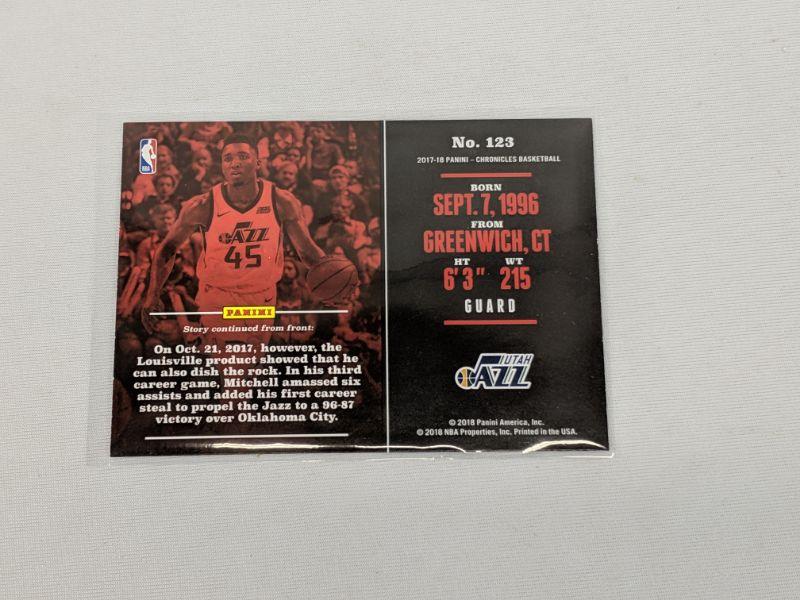 NBA
JAZZ
45
PANINI
Story continued from front:
On Oct. 21, 2017, however, the
Louisville product showed that he
can also dish the rock. In his third
career game, Mitchell amassed six
assists and added his first career
steal to propel the Jazz to a 96-87
victory over Oklahoma City.
No. 123
2017-18 PANINI – CHRONICLES BASKETBALL
BORN
SEPT. 7, 1996
FROM
GREENWICH, CT
HT WT
6'3" 215
GUARD
UTAH
JAZZ
© 2018 Panini America, Inc.
© 2018 NBA Properties, Inc. Printed in the USA.